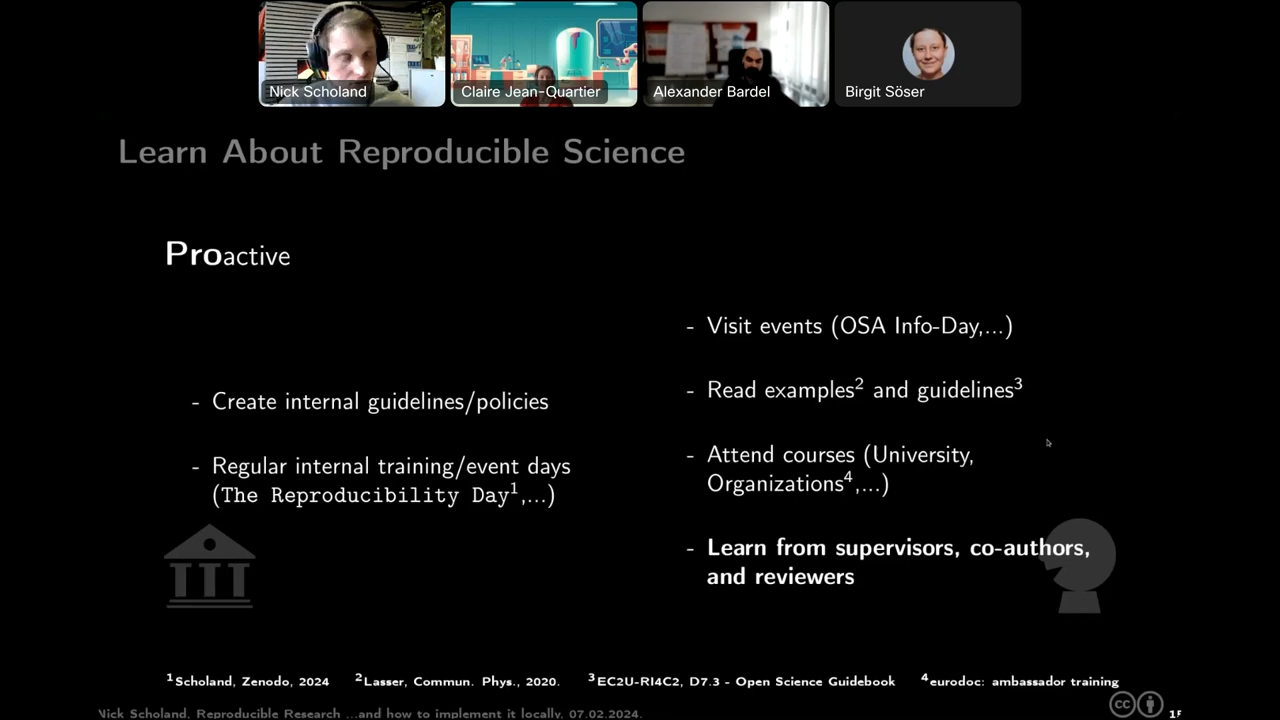 Nick Scholand
Claire Jean-Quartier
Alexander Bardel
Birgit Söser
Learn About Reproducible Science
Proactive
- Create internal guidelines/policies
- Regular internal training/event days
(The Reproducibility Day1,...)
- Visit events (OSA Info-Day,...)
- Read examples2 and guidelines3
- Attend courses (University,
Organizations4,...)
- Learn from supervisors, co-authors,
and reviewers
1Scholand, Zenodo, 2024 2Lasser, Commun. Phys., 2020. 3EC2U-RI4C2, D7.3 - Open Science Guidebook 4eurodoc: ambassador training
Nick Scholand, Reproducible Research ...and how to implement it locally, 07.02.2024.
cc